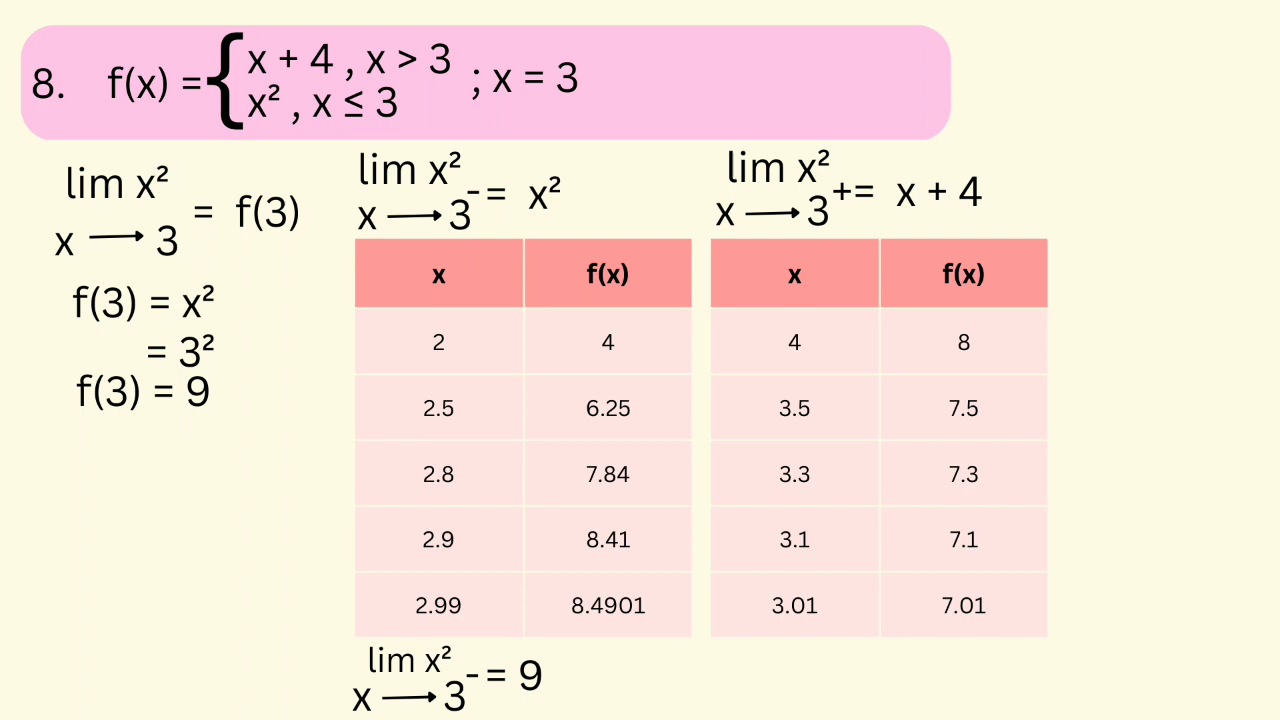 8. f(x) = { x + 4 , x > 3 ; x = 3
x² , x ≤ 3
lim x²
x ⟶ 3 = f(3)
f(3) = x²
= 3²
f(3) = 9
lim x²
x ⟶ 3⁻ = x²
x f(x)
2 4
2.5 6.25
2.8 7.84
2.9 8.41
2.99 8.4901
lim x²
x ⟶ 3⁻ = 9
lim x²
x ⟶ 3⁺ = x + 4
x f(x)
4 8
3.5 7.5
3.3 7.3
3.1 7.1
3.01 7.01